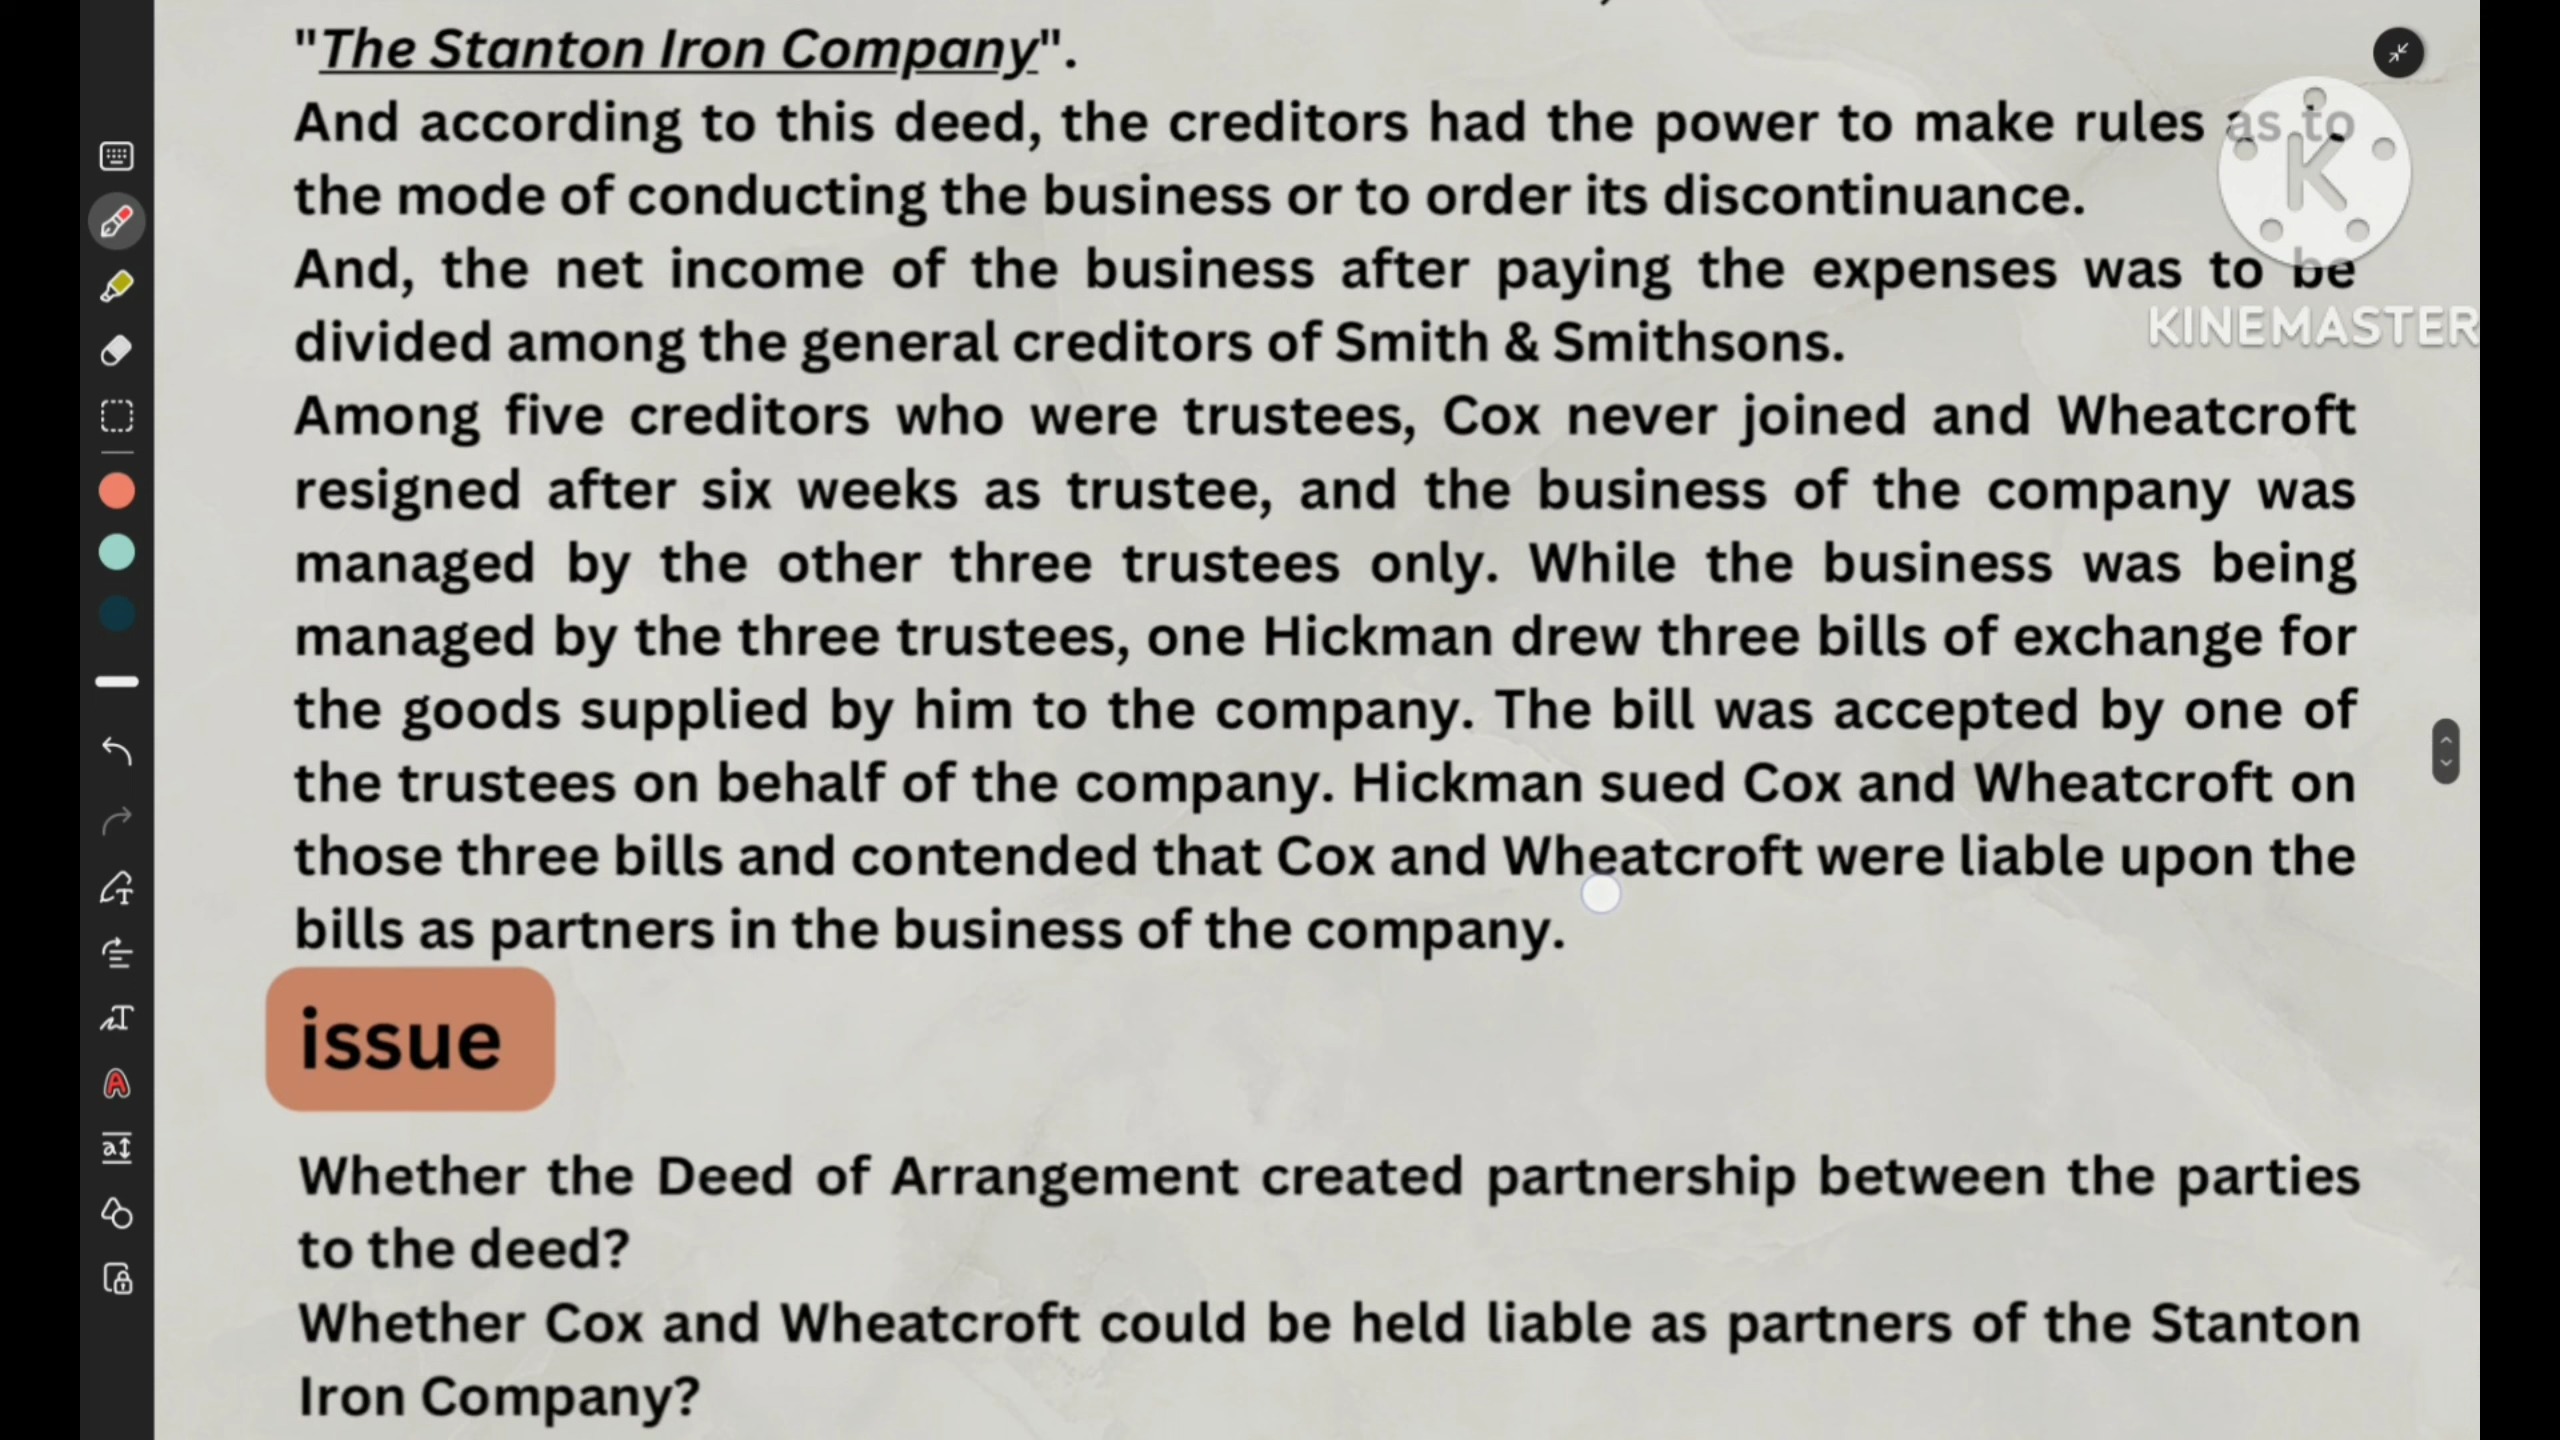 "The Stanton Iron Company".
And according to this deed, the creditors had the power to make rules as to
the mode of conducting the business or to order its discontinuance.
And, the net income of the business after paying the expenses was to be
divided among the general creditors of Smith & Smithsons.
Among five creditors who were trustees, Cox never joined and Wheatcroft
resigned after six weeks as trustee, and the business of the company was
managed by the other three trustees only. While the business was being
managed by the three trustees, one Hickman drew three bills of exchange for
the goods supplied by him to the company. The bill was accepted by one of
the trustees on behalf of the company. Hickman sued Cox and Wheatcroft on
those three bills and contended that Cox and Wheatcroft were liable upon the
bills as partners in the business of the company.
issue
Whether the Deed of Arrangement created partnership between the parties
to the deed?
Whether Cox and Wheatcroft could be held liable as partners of the Stanton
Iron Company?
K
KINEMASTER